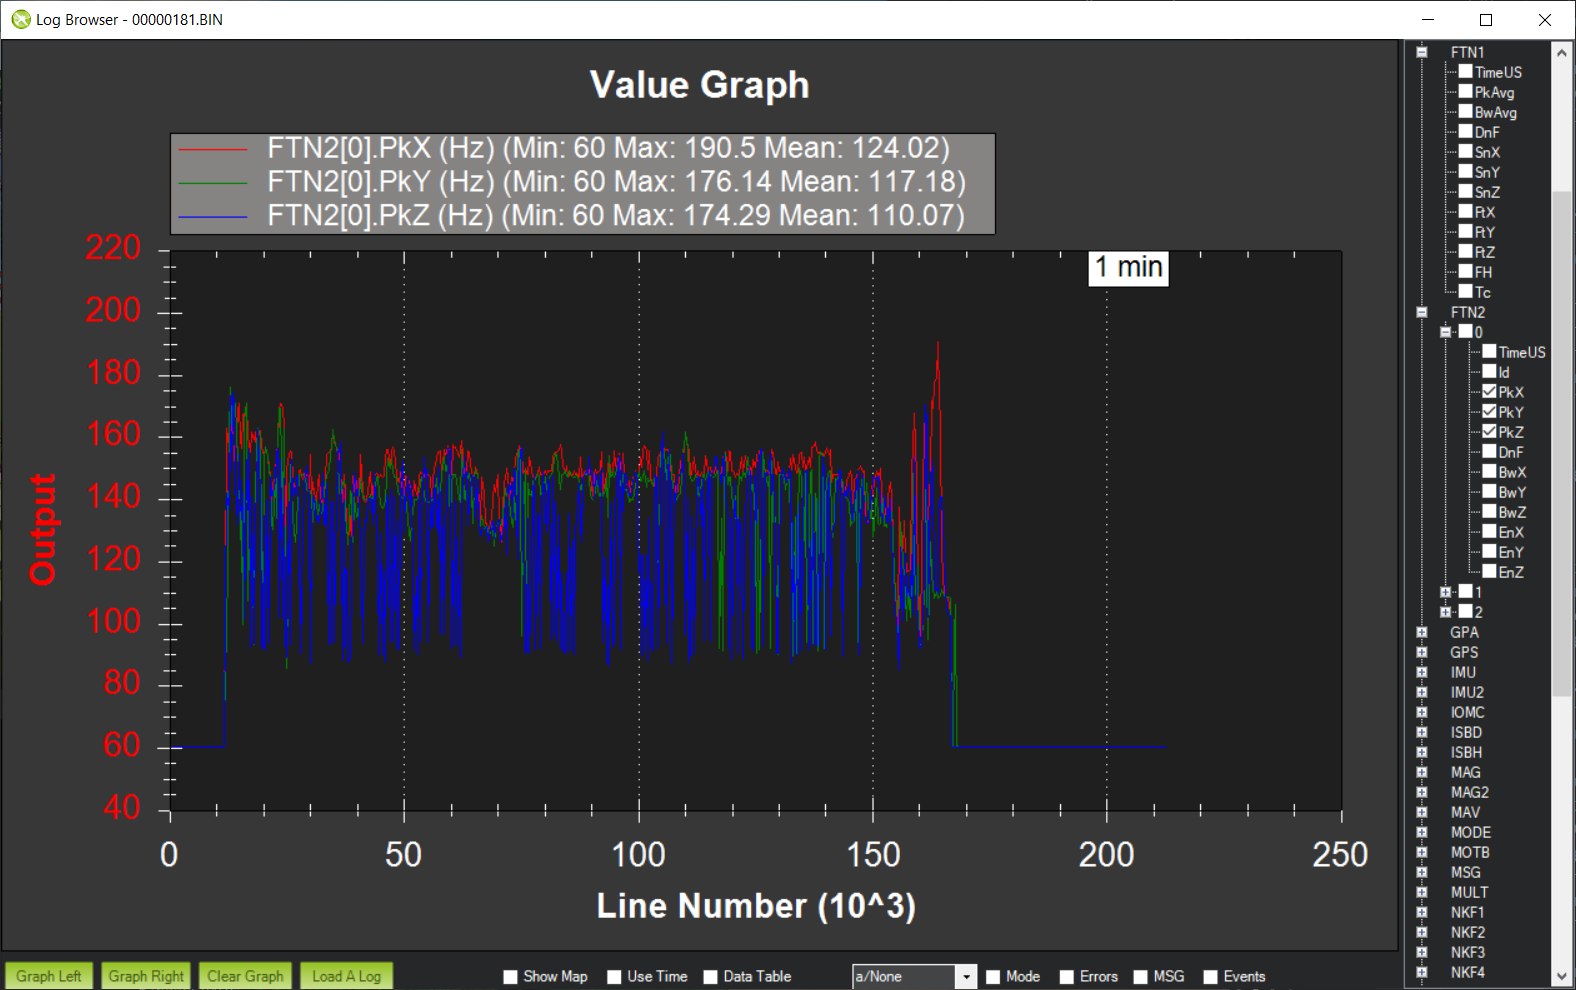 Log Browser - 00000181.BIN
Value Graph
FTN2[0].PkX (Hz) (Min: 60 Max: 190.5 Mean: 124.02)
FTN2[0].PkY (Hz) (Min: 60 Max: 176.14 Mean: 117.18)
FTN2[0].PkZ (Hz) (Min: 60 Max: 174.29 Mean: 110.07)
1 min
220
200
180
160
140
120
100
80
60
40
Output
0 50 100 150 200 250
Line Number (10^3)
FTN1
TimeUS
PkAvg
BwAvg
DnF
SnX
SnY
SnZ
FtX
FtY
FtZ
FH
Tc
FTN2
0
TimeUS
Id
PkX
PkY
PkZ
DnF
BwX
BwY
BwZ
EnX
EnY
EnZ
1
2
GPA
GPS
IMU
IMU2
IOMC
ISBD
ISBH
MAG
MAG2
MAV
MODE
MOTB
MSG
MULT
NKF1
NKF2
NKF3
NKF4
Graph Left Graph Right Clear Graph Load A Log Show Map Use Time Data Table a/None Mode Errors MSG Events